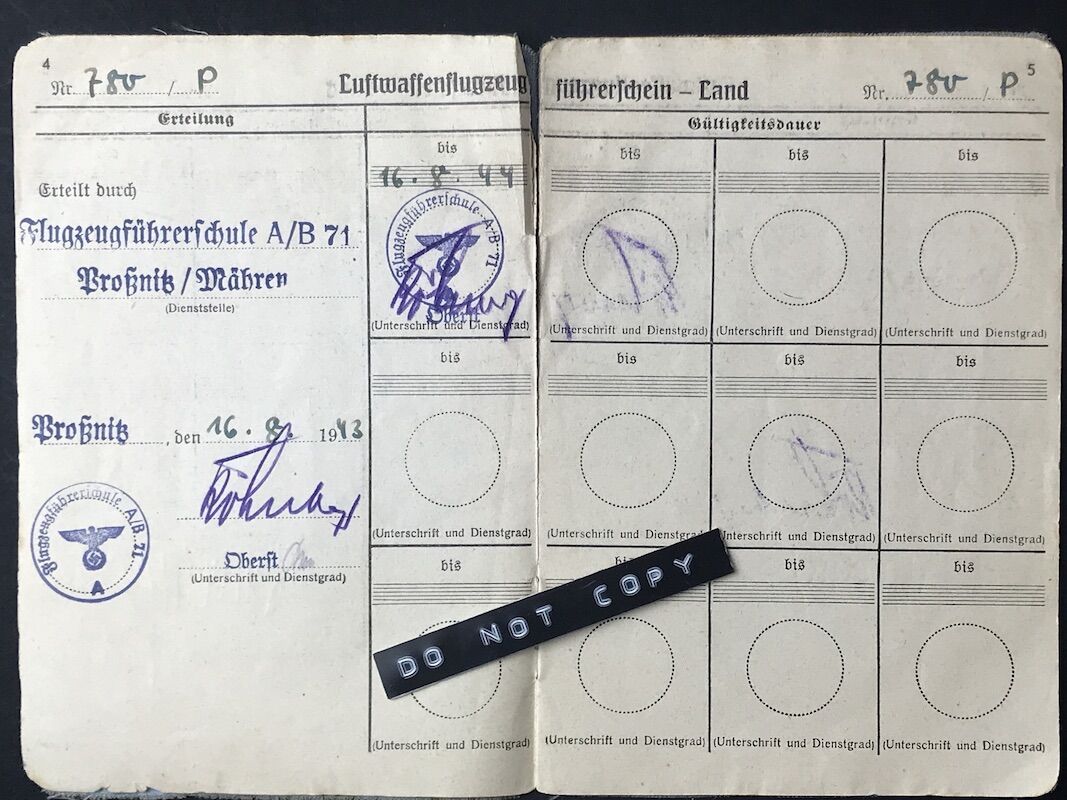 4
Nr. 780 / P
Luftwaffenflugzeug
Erteilung
bis
16. 8. 44
Erteilt durch
Flugzeugführerschule A/B 71
Proßnitz / Mähren
(Dienststelle)
Flugzeugführerschule A/B 71
Oberst
(Unterschrift und Dienstgrad)
bis
(Unterschrift und Dienstgrad)
Proßnitz, den 16. 8. 1943
Flugzeugführerschule A/B 71
A
Oberst
(Unterschrift und Dienstgrad)
bis
(Unterschrift und Dienstgrad)
5
führerschein – Land
Nr. 780 / P
Gültigkeitsdauer
bis bis bis
(Unterschrift und Dienstgrad) (Unterschrift und Dienstgrad) (Unterschrift und Dienstgrad)
bis bis bis
(Unterschrift und Dienstgrad) (Unterschrift und Dienstgrad) (Unterschrift und Dienstgrad)
bis bis bis
(Unterschrift und Dienstgrad) (Unterschrift und Dienstgrad) (Unterschrift und Dienstgrad)
DO NOT COPY